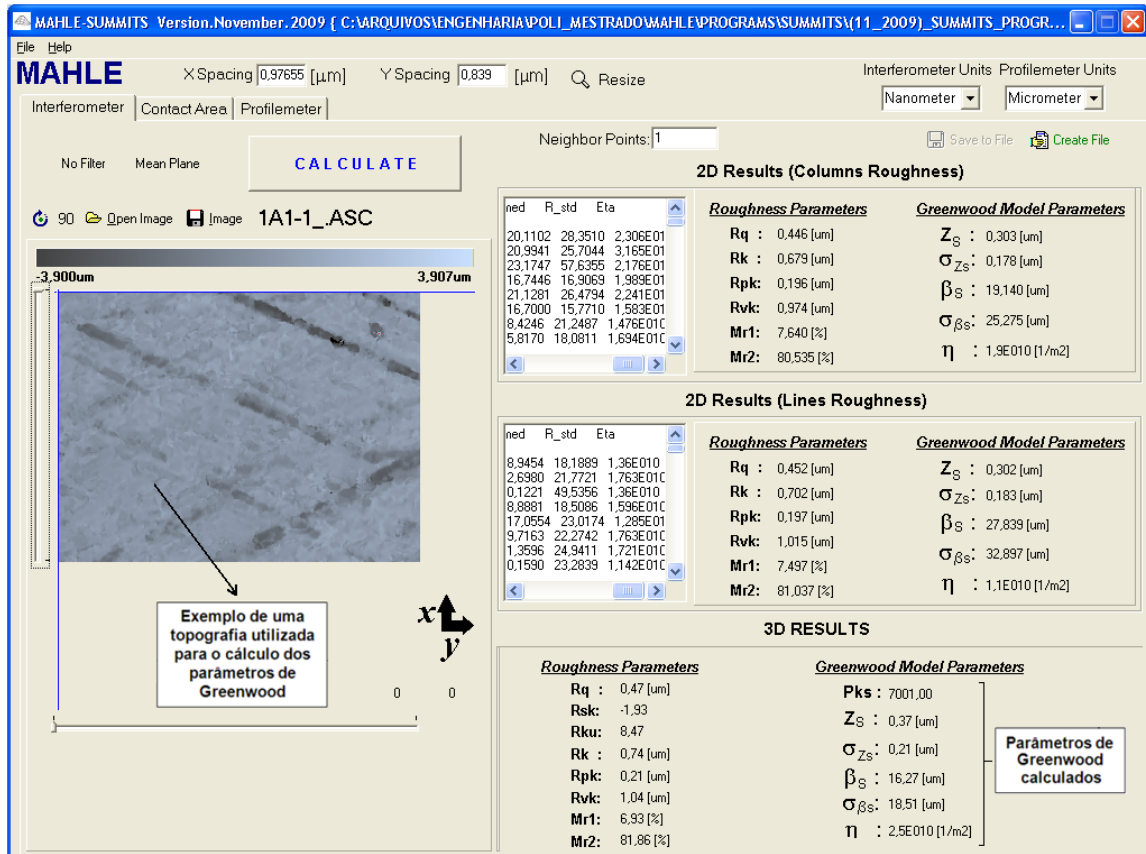 MAHLE-SUMMITS Version.November. 2009 { C:\ARQUIVOS\ENGENHARIA\POLI_MESTRADO\MAHLE\PROGRAMS\SUMMITS\(11_2009)_SUMMITS_PROGR...
File Help
MAHLE
X Spacing 0,97655 [µm] Y Spacing 0,839 [µm] Resize
Interferometer Units Profilemeter Units
Nanometer Micrometer
Interferometer Contact Area Profilemeter
No Filter Mean Plane CALCULATE
90 Open Image Image 1A1-1_.ASC
-3,900um 3,907um
Exemplo de uma
topografia utilizada
para o cálculo dos
parâmetros de
Greenwood
x
y
0 0
Neighbor Points: 1
Save to File Create File
2D Results (Columns Roughness)
ned R_std Eta
20,1102 28,3510 2,306E01
20,9941 25,7044 3,165E01
23,1747 57,6355 2,176E01
16,7446 16,9069 1,989E01
21,1281 26,4794 2,241E01
16,7000 15,7710 1,583E01
8,4246 21,2487 1,476E010
5,8170 18,0811 1,694E010
Roughness Parameters
Rq : 0,446 [um]
Rk : 0,679 [um]
Rpk: 0,196 [um]
Rvk: 0,974 [um]
Mr1: 7,640 [%]
Mr2: 80,535 [%]
Greenwood Model Parameters
ZS : 0,303 [um]
σZs: 0,178 [um]
βS : 19,140 [um]
σβs: 25,275 [um]
η : 1,9E010 [1/m2]
2D Results (Lines Roughness)
ned R_std Eta
8,9454 18,1889 1,36E010
2,6980 21,7721 1,763E010
0,1221 49,5356 1,36E010
8,8881 18,5086 1,596E010
17,0554 23,0174 1,285E01
9,7163 22,2742 1,763E010
1,3596 24,9411 1,721E010
0,1590 23,2839 1,142E010
Roughness Parameters
Rq : 0,452 [um]
Rk : 0,702 [um]
Rpk: 0,197 [um]
Rvk: 1,015 [um]
Mr1: 7,497 [%]
Mr2: 81,037 [%]
Greenwood Model Parameters
ZS : 0,302 [um]
σZs: 0,183 [um]
βS : 27,839 [um]
σβs: 32,897 [um]
η : 1,1E010 [1/m2]
3D RESULTS
Roughness Parameters
Rq : 0,47 [um]
Rsk: -1,93
Rku: 8,47
Rk : 0,74 [um]
Rpk: 0,21 [um]
Rvk: 1,04 [um]
Mr1: 6,93 [%]
Mr2: 81,86 [%]
Greenwood Model Parameters
Pks : 7001,00
ZS : 0,37 [um]
σZs: 0,21 [um]
βS : 16,27 [um]
σβs: 18,51 [um]
η : 2,5E010 [1/m2]
Parâmetros de
Greenwood
calculados